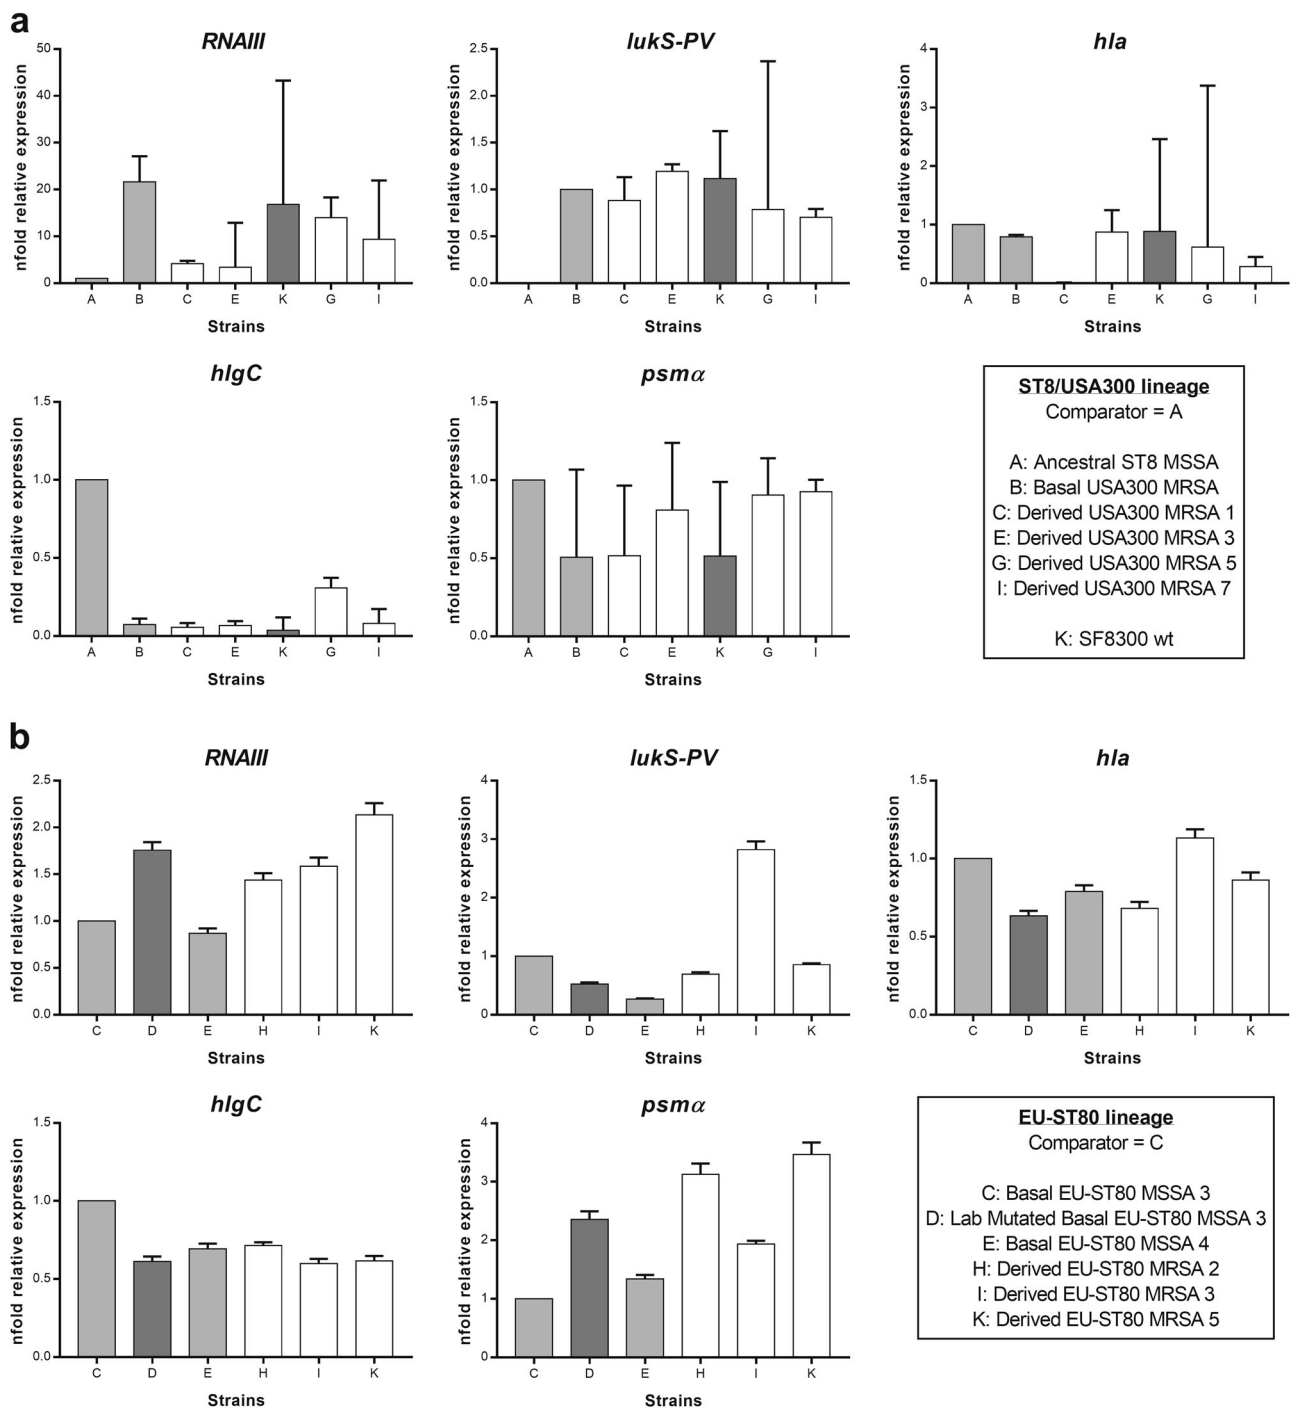 a
RNAIII
nfold relative expression
50
40
30
20
10
0
A B C E K G I
Strains
lukS-PV
nfold relative expression
2.5
2.0
1.5
1.0
0.5
0.0
A B C E K G I
Strains
hla
nfold relative expression
4
3
2
1
0
A B C E K G I
Strains
hlgC
nfold relative expression
1.5
1.0
0.5
0.0
A B C E K G I
Strains
psmα
nfold relative expression
1.5
1.0
0.5
0.0
A B C E K G I
Strains
ST8/USA300 lineage
Comparator = A
A: Ancestral ST8 MSSA
B: Basal USA300 MRSA
C: Derived USA300 MRSA 1
E: Derived USA300 MRSA 3
G: Derived USA300 MRSA 5
I: Derived USA300 MRSA 7
K: SF8300 wt
b
RNAIII
nfold relative expression
2.5
2.0
1.5
1.0
0.5
0.0
C D E H I K
Strains
lukS-PV
nfold relative expression
4
3
2
1
0
C D E H I K
Strains
hla
nfold relative expression
1.5
1.0
0.5
0.0
C D E H I K
Strains
hlgC
nfold relative expression
1.5
1.0
0.5
0.0
C D E H I K
Strains
psmα
nfold relative expression
4
3
2
1
0
C D E H I K
Strains
EU-ST80 lineage
Comparator = C
C: Basal EU-ST80 MSSA 3
D: Lab Mutated Basal EU-ST80 MSSA 3
E: Basal EU-ST80 MSSA 4
H: Derived EU-ST80 MRSA 2
I: Derived EU-ST80 MRSA 3
K: Derived EU-ST80 MRSA 5